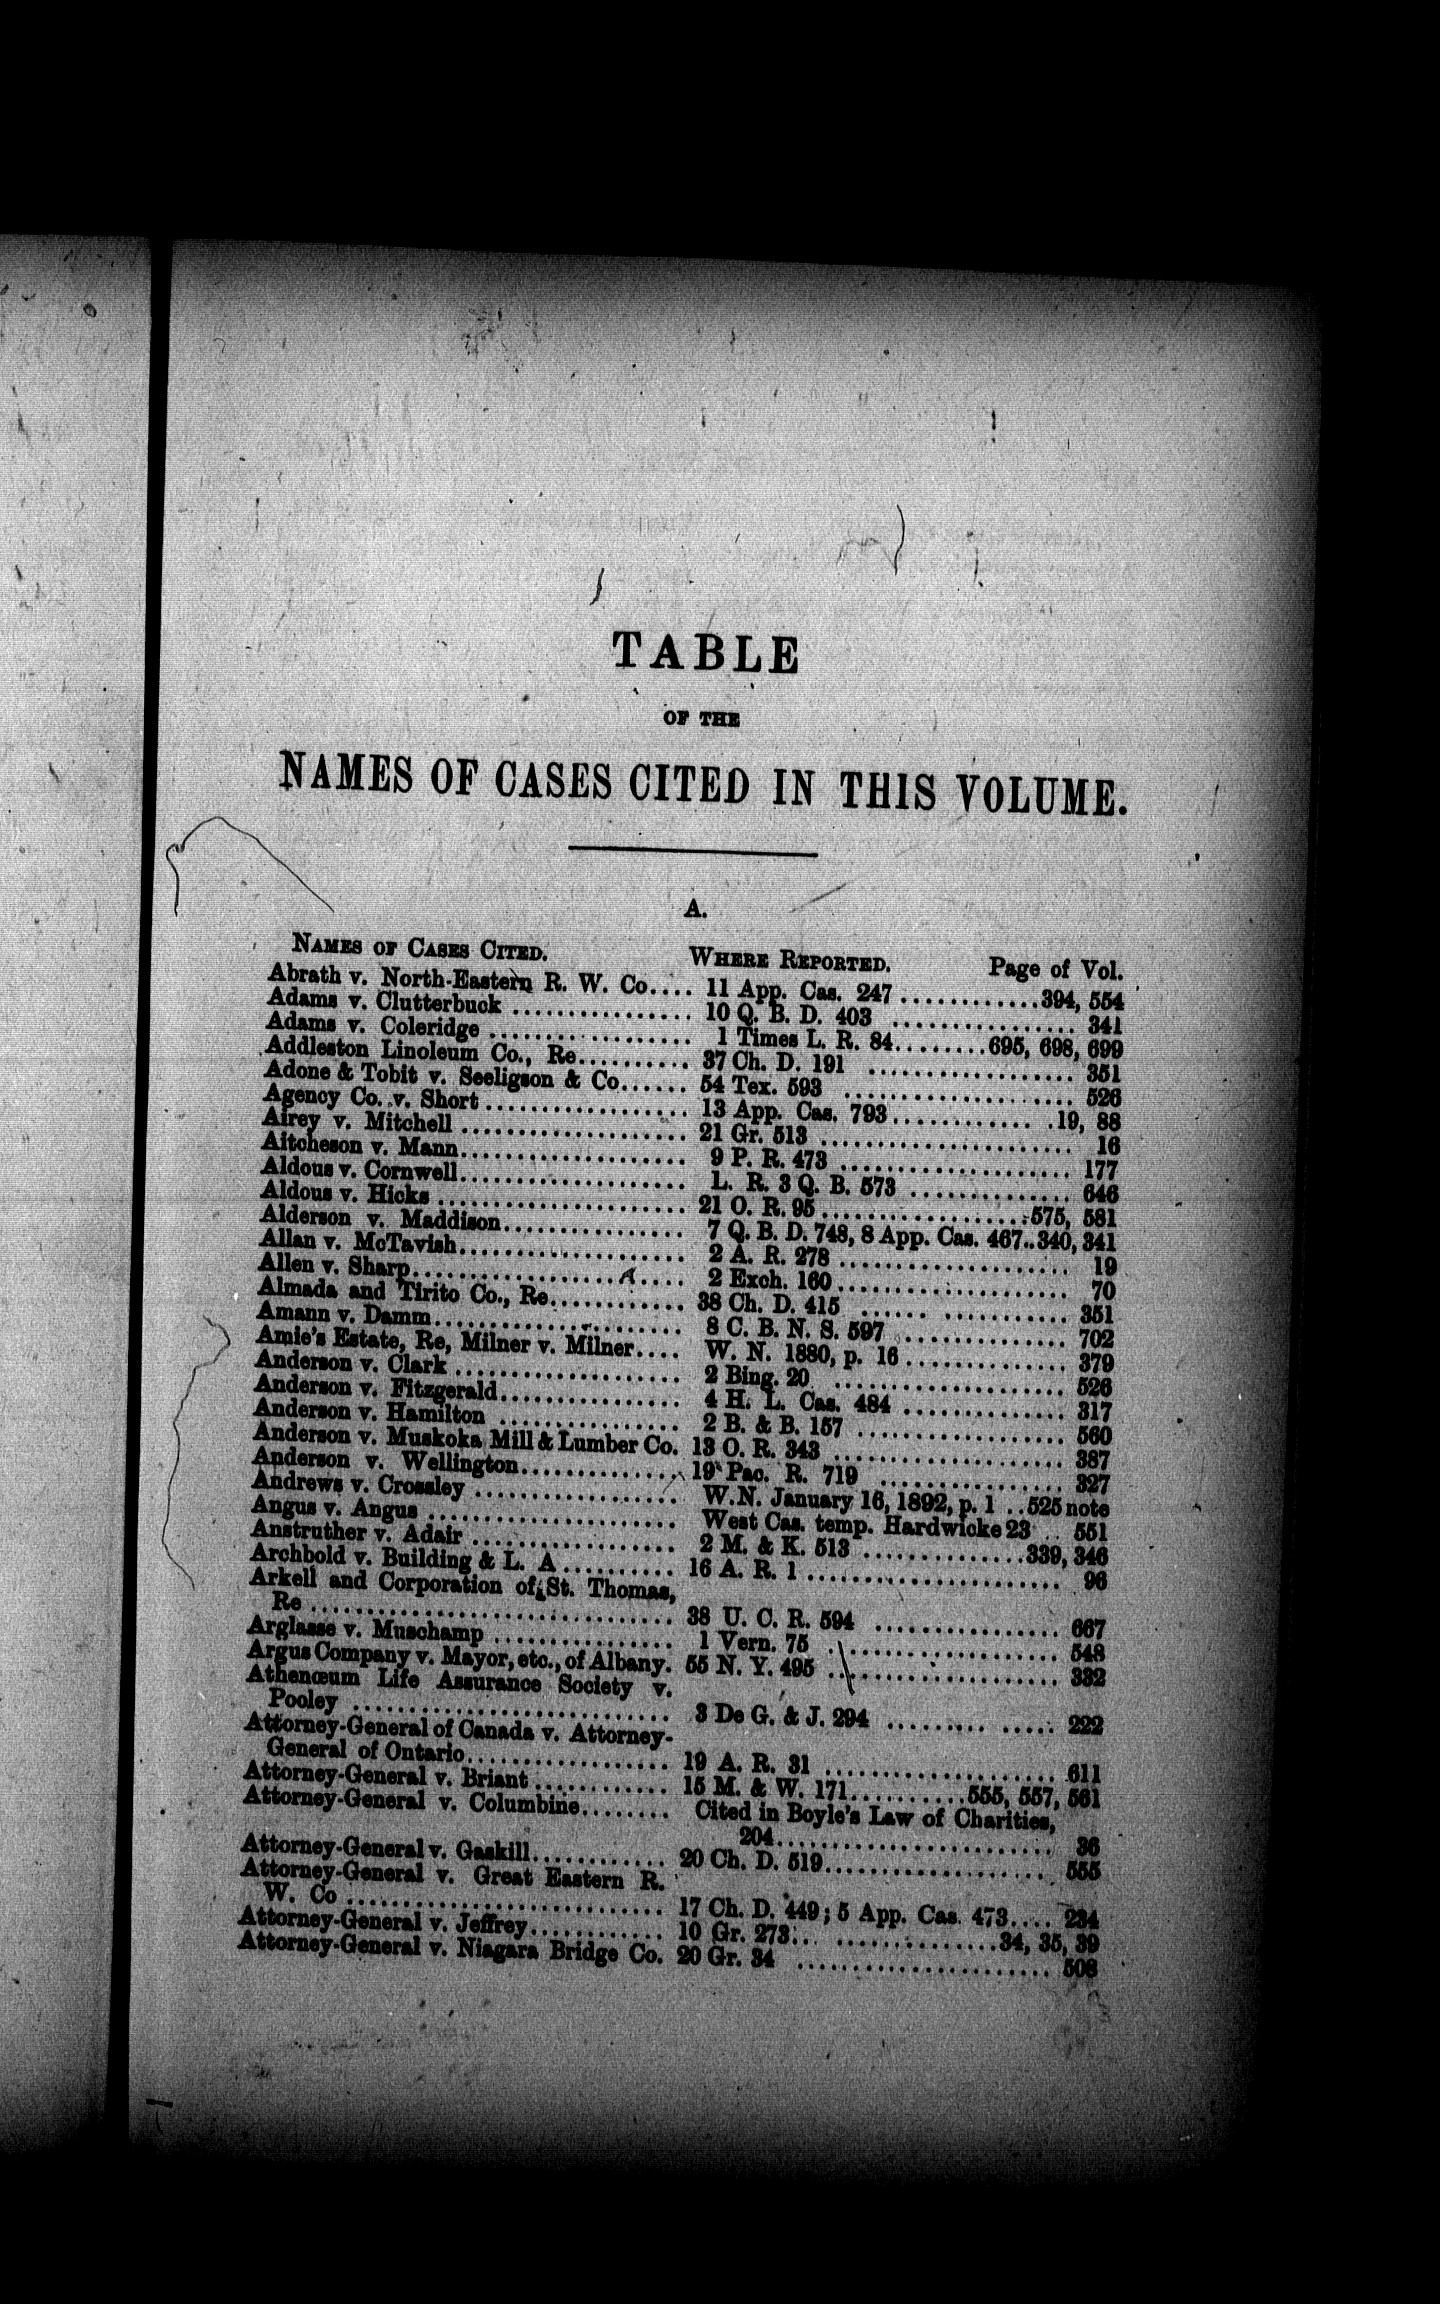 TABLE
OF THE
NAMES OF CASES CITED IN THIS VOLUME.
A.
NAMES OF CASES CITED. WHERE REPORTED. Page of Vol.
Abrath v. North-Eastern R. W. Co.... 11 App. Cas. 247 ............394, 554
Adams v. Clutterbuck ................ 10 Q. B. D. 403 ................ 341
Adams v. Coleridge .................. 1 Times L. R. 84........695, 698, 699
Addleston Linoleum Co., Re.......... 37 Ch. D. 191 .................. 351
Adone & Tobit v. Seeligson & Co...... 54 Tex. 593 .................... 526
Agency Co. v. Short .................. 13 App. Cas. 793............ .19, 88
Airey v. Mitchell .................... 21 Gr. 513 ...................... 16
Aitcheson v. Mann.................... 9 P. R. 473 .................... 177
Aldous v. Cornwell.................... L. R. 3 Q. B. 573 .............. 646
Aldous v. Hicks ...................... 21 O. R. 95..................575, 581
Alderson v. Maddison................ 7 Q. B. D. 748, 8 App. Cas. 467..340, 341
Allan v. McTavish.................... 2 A. R. 278 .................... 19
Allen v. Sharp........................ 2 Exch. 160.................... 70
Almada and Tirito Co., Re............ 38 Ch. D. 415 .................. 351
Amann v. Damm...................... 8 C. B. N. S. 597 .............. 702
Amie's Estate, Re, Milner v. Milner.... W. N. 1880, p. 16.............. 379
Anderson v. Clark .................... 2 Bing. 20 .................... 526
Anderson v. Fitzgerald................ 4 H. L. Cas. 484 .............. 317
Anderson v. Hamilton ................ 2 B. & B. 157 .................. 560
Anderson v. Muskoka Mill & Lumber Co. 13 O. R. 343 .................... 387
Anderson v. Wellington.............. 19 Pac. R. 719 ................ 327
Andrews v. Crossley .................. W.N. January 16, 1892, p. 1 ..525 note
Angus v. Angus ...................... West Cas. temp. Hardwicke 23 .. 551
Anstruther v. Adair .................. 2 M. & K. 513 ..............339, 346
Archbold v. Building & L. A.......... 16 A. R. 1 ...................... 96
Arkell and Corporation of St. Thomas,
Re ................................ 38 U. C. R. 594 ................ 667
Arglasse v. Muschamp ................ 1 Vern. 75 .................... 548
Argus Company v. Mayor, etc., of Albany. 55 N. Y. 495 .................... 332
Athenœum Life Assurance Society v.
Pooley ............................ 3 De G. & J. 294 ......... ..... 222
Attorney-General of Canada v. Attorney-
General of Ontario.................. 19 A. R. 31 .................... 611
Attorney-General v. Briant ............ 15 M. & W. 171..........555, 557, 561
Attorney-General v. Columbine........ Cited in Boyle's Law of Charities,
204........................ 36
Attorney-General v. Gaskill............ 20 Ch. D. 519.................... 555
Attorney-General v. Great Eastern R.
W. Co ............................ 17 Ch. D. 449; 5 App. Cas. 473.... 234
Attorney-General v. Jeffrey............ 10 Gr. 273... ..............34, 35, 39
Attorney-General v. Niagara Bridge Co. 20 Gr. 34 ...................... 508